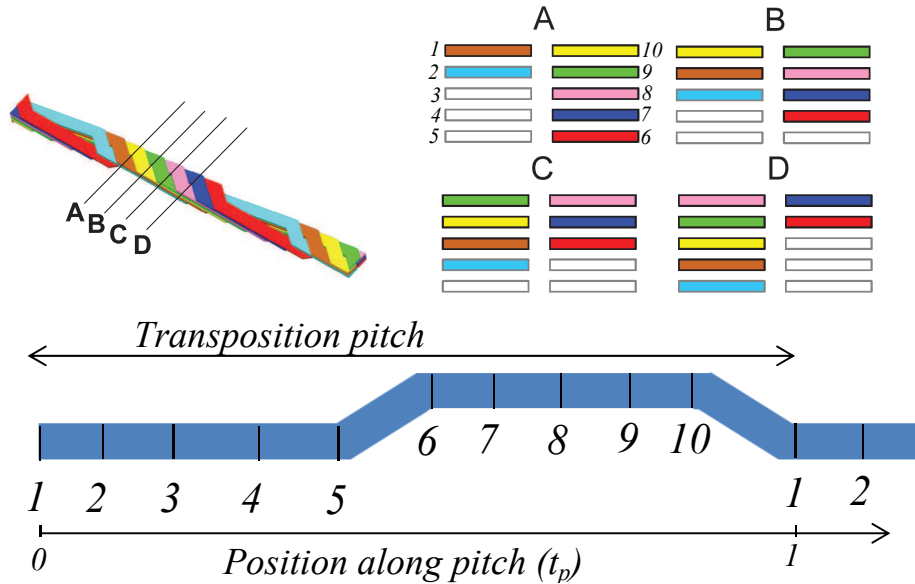 A
B
1
10
2
9
3
8
4
7
5
6
A
B
C
D
C
D
Transposition pitch
1 2 3 4 5 6 7 8 9 10 1 2
0 1
Position along pitch (tp)